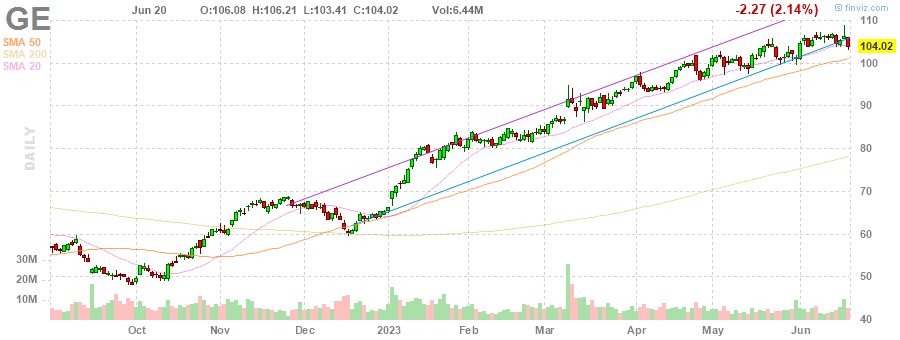 GE
Jun 20 O:106.08 H:106.21 L:103.41 C:104.02 Vol:6.44M
-2.27 (2.14%)
© finviz.com
SMA 50
SMA 200
SMA 20
DAILY
110
104.02
100
90
80
70
60
50
40
30M
20M
10M
Oct Nov Dec 2023 Feb Mar Apr May Jun